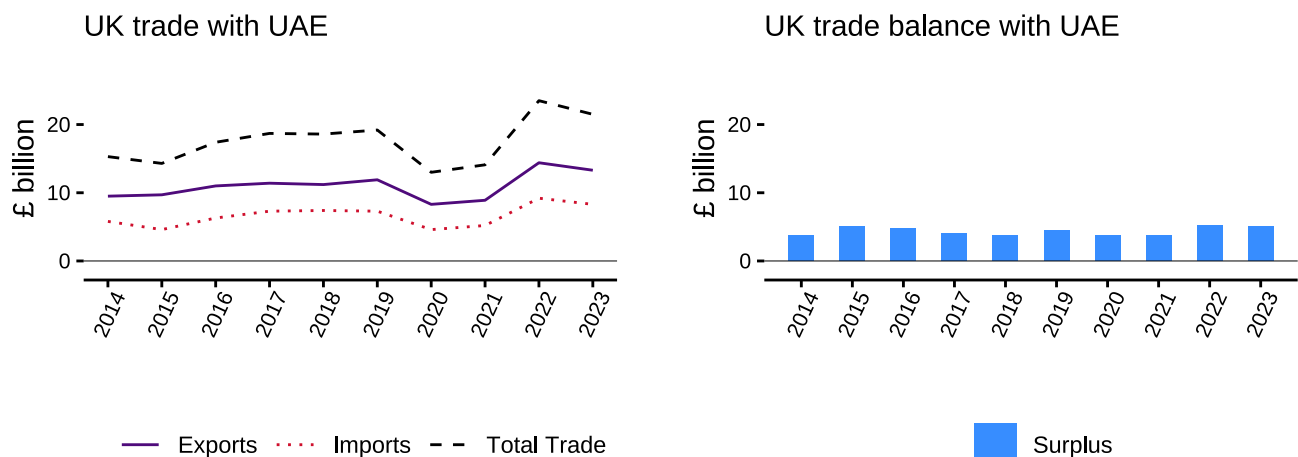 UK trade with UAE
£ billion
20
10
0
2014 2015 2016 2017 2018 2019 2020 2021 2022 2023
Exports Imports Total Trade
UK trade balance with UAE
£ billion
20
10
0
2014 2015 2016 2017 2018 2019 2020 2021 2022 2023
Surplus